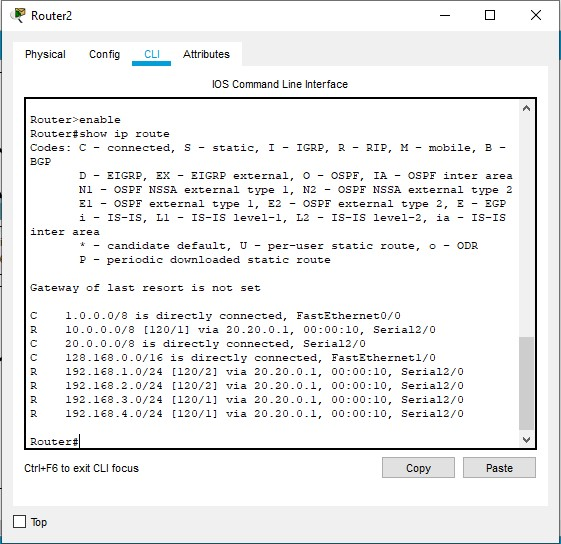 Router2
Physical Config CLI Attributes
IOS Command Line Interface
Router>enable
Router#show ip route
Codes: C - connected, S - static, I - IGRP, R - RIP, M - mobile, B -
BGP
D - EIGRP, EX - EIGRP external, O - OSPF, IA - OSPF inter area
N1 - OSPF NSSA external type 1, N2 - OSPF NSSA external type 2
E1 - OSPF external type 1, E2 - OSPF external type 2, E - EGP
i - IS-IS, L1 - IS-IS level-1, L2 - IS-IS level-2, ia - IS-IS
inter area
* - candidate default, U - per-user static route, o - ODR
P - periodic downloaded static route
Gateway of last resort is not set
C 1.0.0.0/8 is directly connected, FastEthernet0/0
R 10.0.0.0/8 [120/1] via 20.20.0.1, 00:00:10, Serial2/0
C 20.0.0.0/8 is directly connected, Serial2/0
C 128.168.0.0/16 is directly connected, FastEthernet1/0
R 192.168.1.0/24 [120/2] via 20.20.0.1, 00:00:10, Serial2/0
R 192.168.2.0/24 [120/2] via 20.20.0.1, 00:00:10, Serial2/0
R 192.168.3.0/24 [120/1] via 20.20.0.1, 00:00:10, Serial2/0
R 192.168.4.0/24 [120/1] via 20.20.0.1, 00:00:10, Serial2/0
Router#
Ctrl+F6 to exit CLI focus Copy Paste
Top